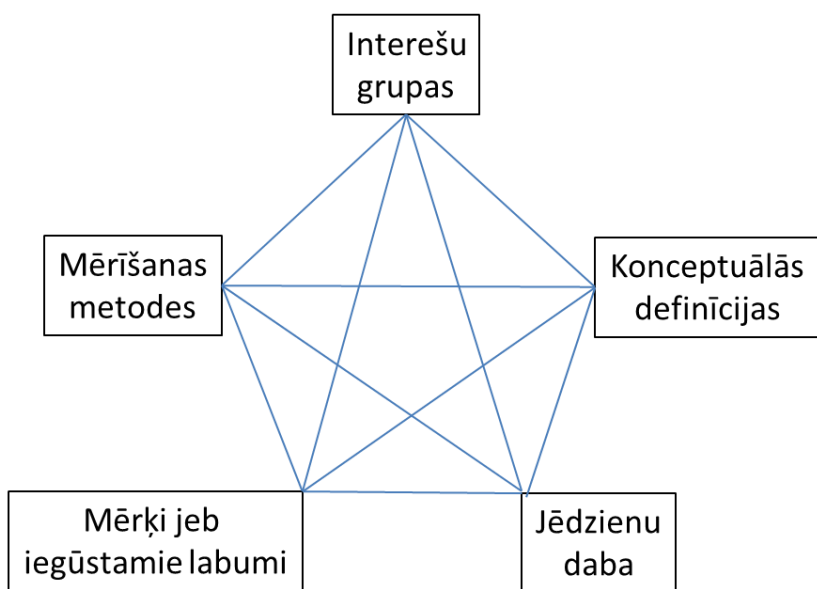 Interešu
grupas
Mērīšanas
metodes
Konceptuālās
definīcijas
Mērķi jeb
iegūstamie labumi
Jēdzienu
daba